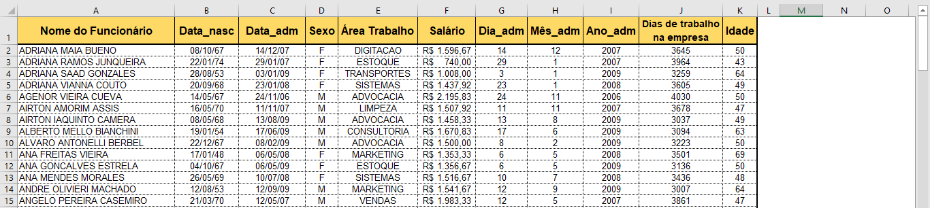 A B C D E F G H I J K L M N O
1 Nome do Funcionário Data_nasc Data_adm Sexo Área Trabalho Salário Dia_adm Mês_adm Ano_adm Dias de trabalho na empresa Idade
2 ADRIANA MAIA BUENO 08/10/67 14/12/07 F DIGITACAO R$ 1.596,67 14 12 2007 3645 50
3 ADRIANA RAMOS JUNQUEIRA 22/01/74 29/01/07 F ESTOQUE R$ 740,00 29 1 2007 3964 43
4 ADRIANA SAAD GONZALES 28/08/53 03/01/09 F TRANSPORTES R$ 1.008,00 3 1 2009 3259 64
5 ADRIANA VIANNA COUTO 20/09/68 23/01/08 F SISTEMAS R$ 1.437,92 23 1 2008 3605 49
6 AGENOR VIEIRA CUEVA 14/05/67 24/11/06 M ADVOCACIA R$ 2.195,83 24 11 2006 4030 50
7 AIRTON AMORIM ASSIS 16/05/70 11/11/07 M LIMPEZA R$ 1.507,92 11 11 2007 3678 47
8 AIRTON IAQUINTO CAMERA 08/05/68 13/08/09 M ADVOCACIA R$ 1.458,33 13 8 2009 3037 49
9 ALBERTO MELLO BIANCHINI 19/01/54 17/06/09 M CONSULTORIA R$ 1.670,83 17 6 2009 3094 63
10 ALVARO ANTONELLI BERBEL 22/12/67 08/02/09 M ADVOCACIA R$ 1.500,00 8 2 2009 3223 50
11 ANA FREITAS VIEIRA 17/01/48 06/05/08 F MARKETING R$ 1.353,33 6 5 2008 3501 69
12 ANA GONCALVES ESTRELA 04/10/67 06/05/09 F ESTOQUE R$ 1.356,67 6 5 2009 3136 50
13 ANA MENDES MORALES 26/05/69 10/07/08 F SISTEMAS R$ 1.516,67 10 7 2008 3436 48
14 ANDRE OLIVIERI MACHADO 12/08/53 12/09/09 M MARKETING R$ 1.541,67 12 9 2009 3007 64
15 ANGELO PEREIRA CASEMIRO 21/03/70 12/05/07 M VENDAS R$ 1.983,33 12 5 2007 3861 47